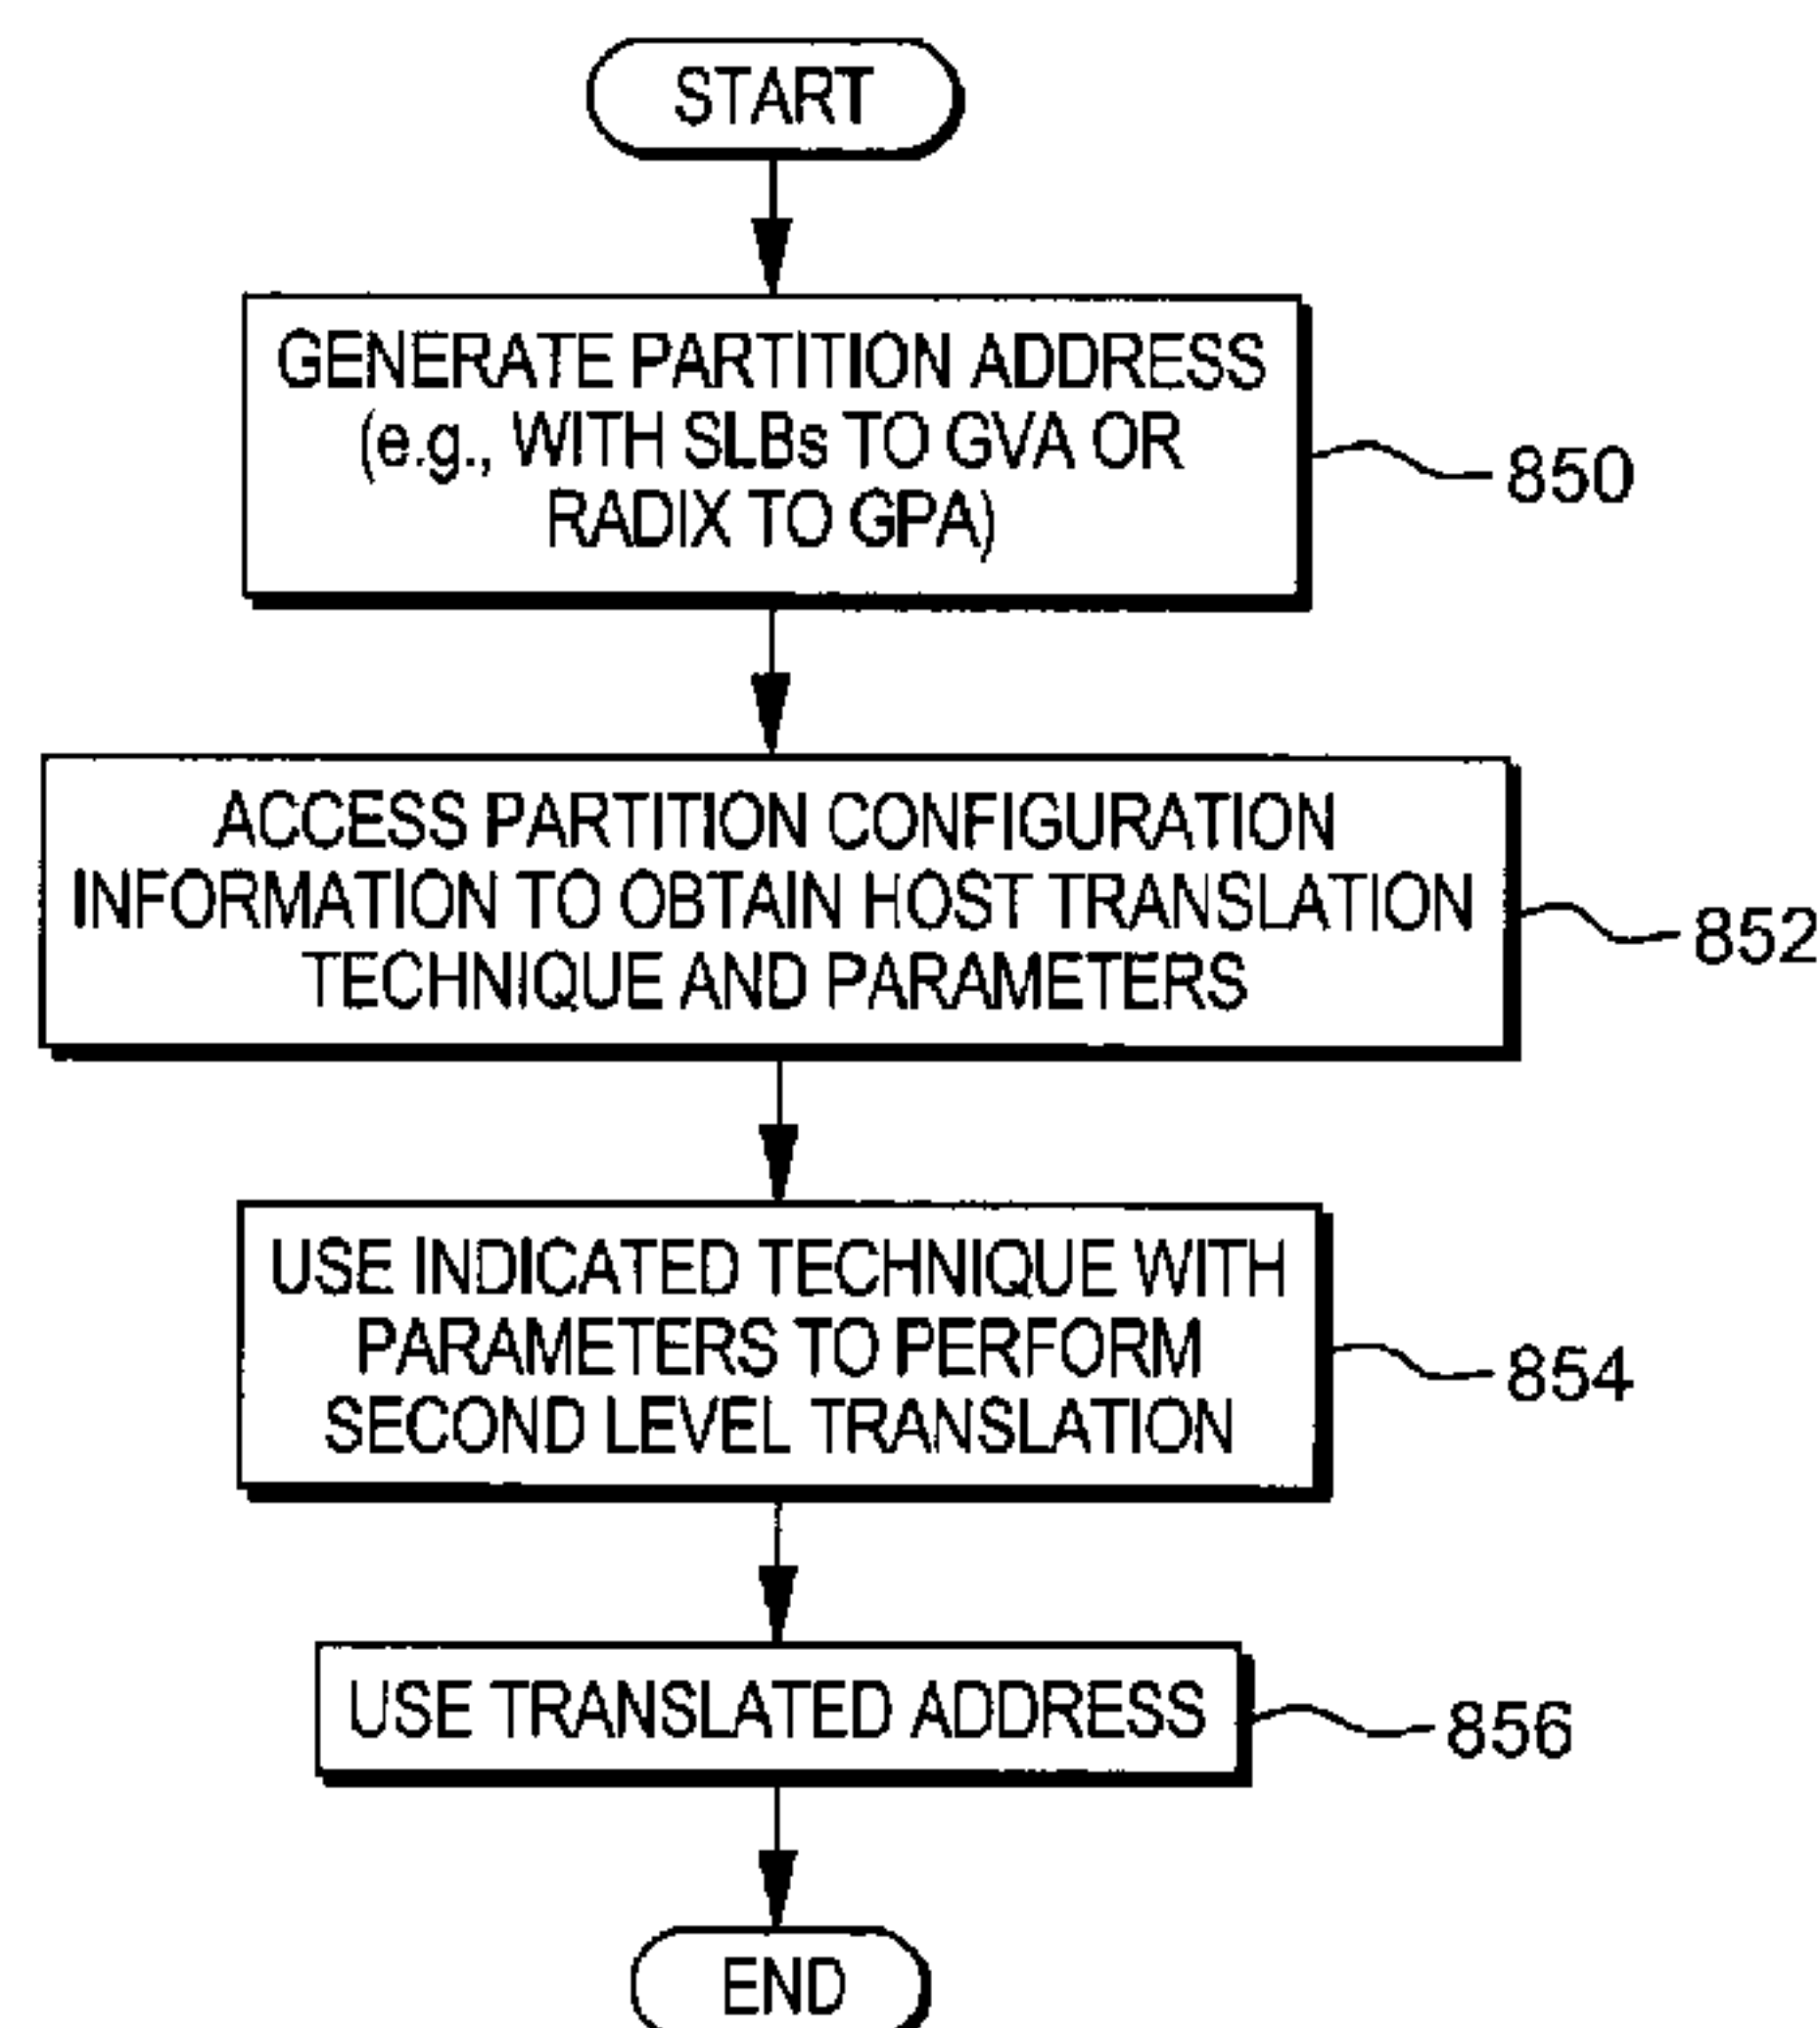 START
GENERATE PARTITION ADDRESS
(e.g., WITH SLBs TO GVA OR
RADIX TO GPA)
850
ACCESS PARTITION CONFIGURATION
INFORMATION TO OBTAIN HOST TRANSLATION
TECHNIQUE AND PARAMETERS
852
USE INDICATED TECHNIQUE WITH
PARAMETERS TO PERFORM
SECOND LEVEL TRANSLATION
854
USE TRANSLATED ADDRESS
856
END